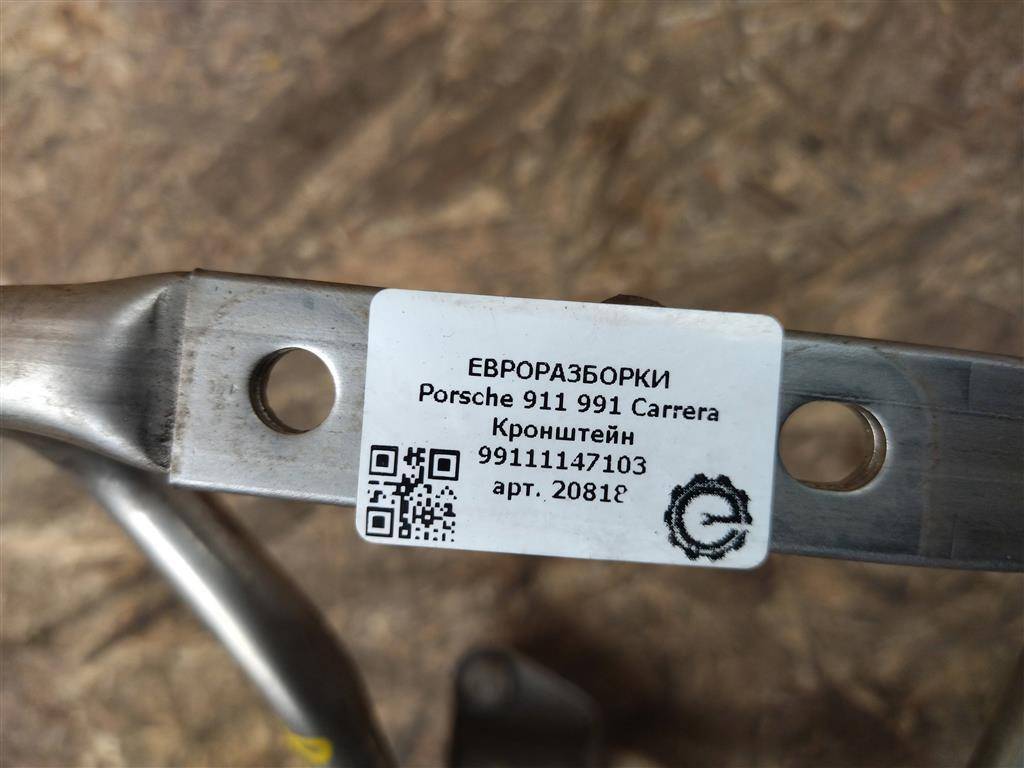 ЕВРОРАЗБОРКИ
Porsche 911 991 Carrera
Кронштейн
99111147103
арт. 20818